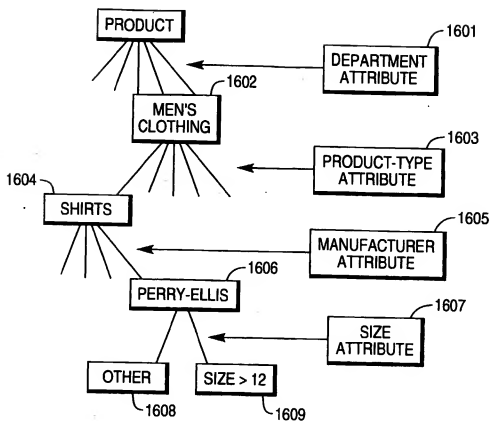 PRODUCT
1601
DEPARTMENT
ATTRIBUTE
1602
MEN'S
CLOTHING
1603
PRODUCT-TYPE
ATTRIBUTE
1604
SHIRTS
1605
MANUFACTURER
ATTRIBUTE
1606
PERRY-ELLIS
1607
SIZE
ATTRIBUTE
OTHER
SIZE > 12
1608
1609